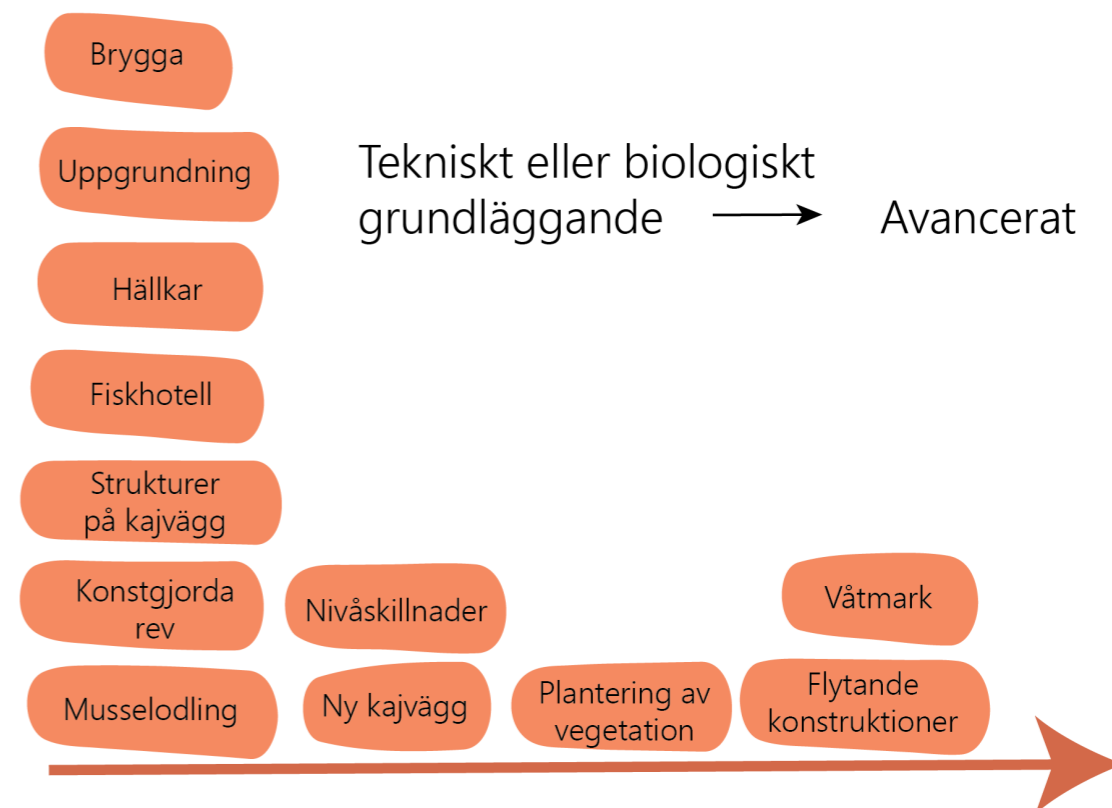 Brygga
Uppgrundning
Tekniskt eller biologiskt
grundläggande
Avancerat
Hällkar
Fiskhotell
Strukturer
på kajvägg
Konstgjorda
rev
Nivåskillnader
Våtmark
Musselodling
Ny kajvägg
Plantering av
vegetation
Flytande
konstruktioner